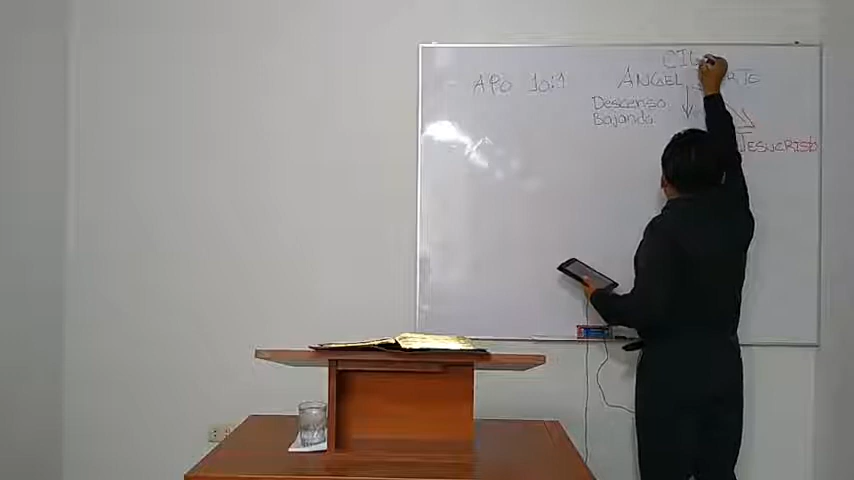 APO 10:1
ANGEL
Descenso
Bajando
Jesucristo